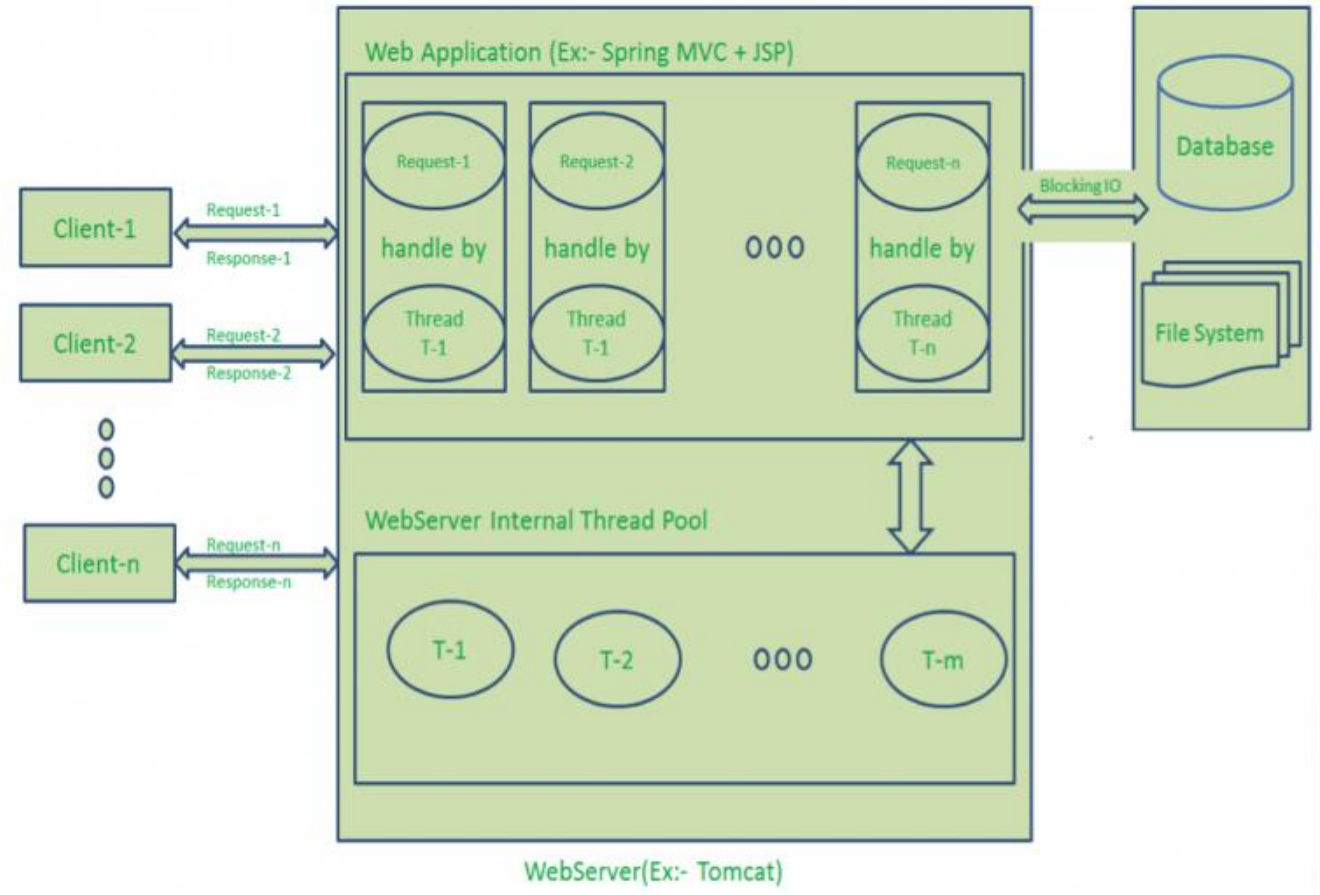 Web Application (Ex:- Spring MVC + JSP)
Request-1
Request-2
Request-n
handle by
handle by
OOO
handle by
Thread
T-1
Thread
T-1
Thread
T-n
Client-1
Request-1
Response-1
Client-2
Request-2
Response-2
Client-n
Request-n
Response-n
Blocking IO
Database
File System
WebServer Internal Thread Pool
T-1
T-2
OOO
T-m
WebServer(Ex:- Tomcat)